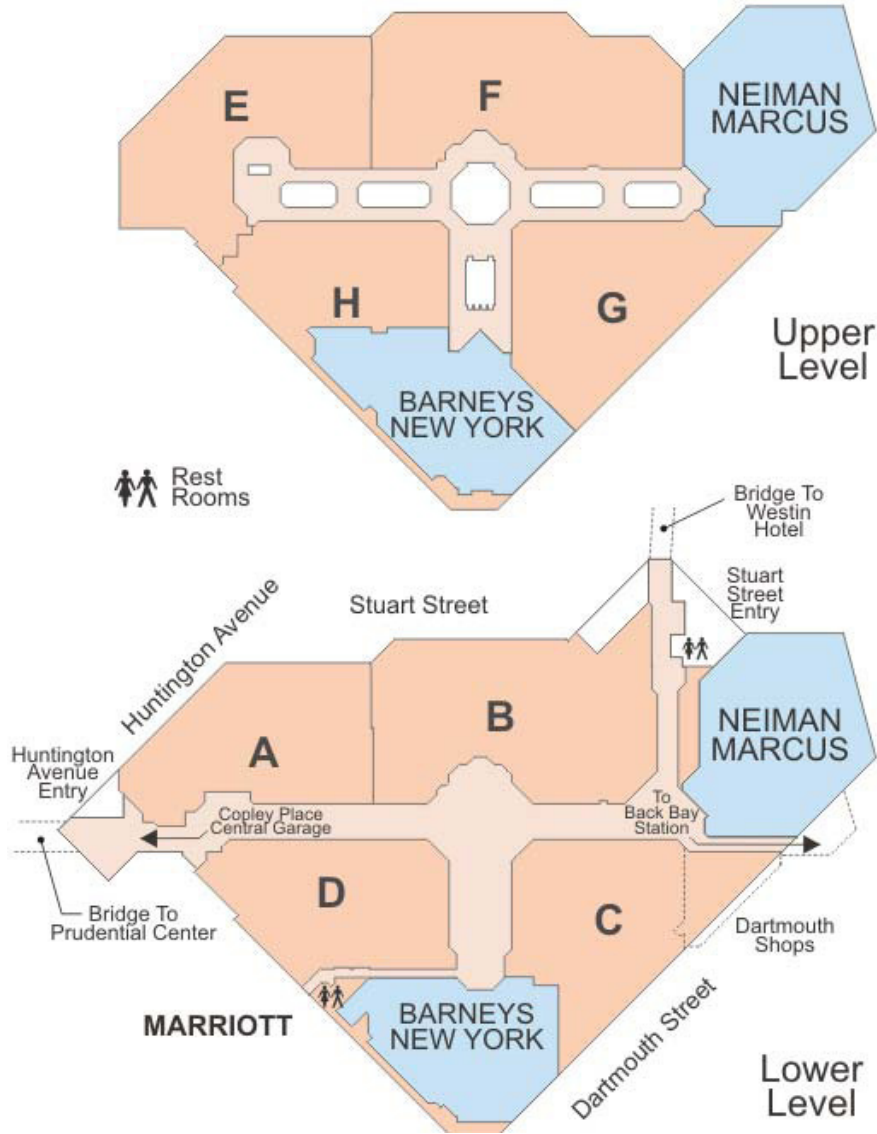 E
F
NEIMAN
MARCUS
H
G
BARNEYS
NEW YORK
Upper
Level
Rest
Rooms
Bridge To
Westin
Hotel
Stuart
Street
Entry
Stuart Street
Huntington Avenue
Huntington
Avenue
Entry
A
B
NEIMAN
MARCUS
Copley Place
Central Garage
To
Back Bay
Station
Bridge To
Prudential Center
D
C
Dartmouth
Shops
MARRIOTT
BARNEYS
NEW YORK
Dartmouth Street
Lower
Level